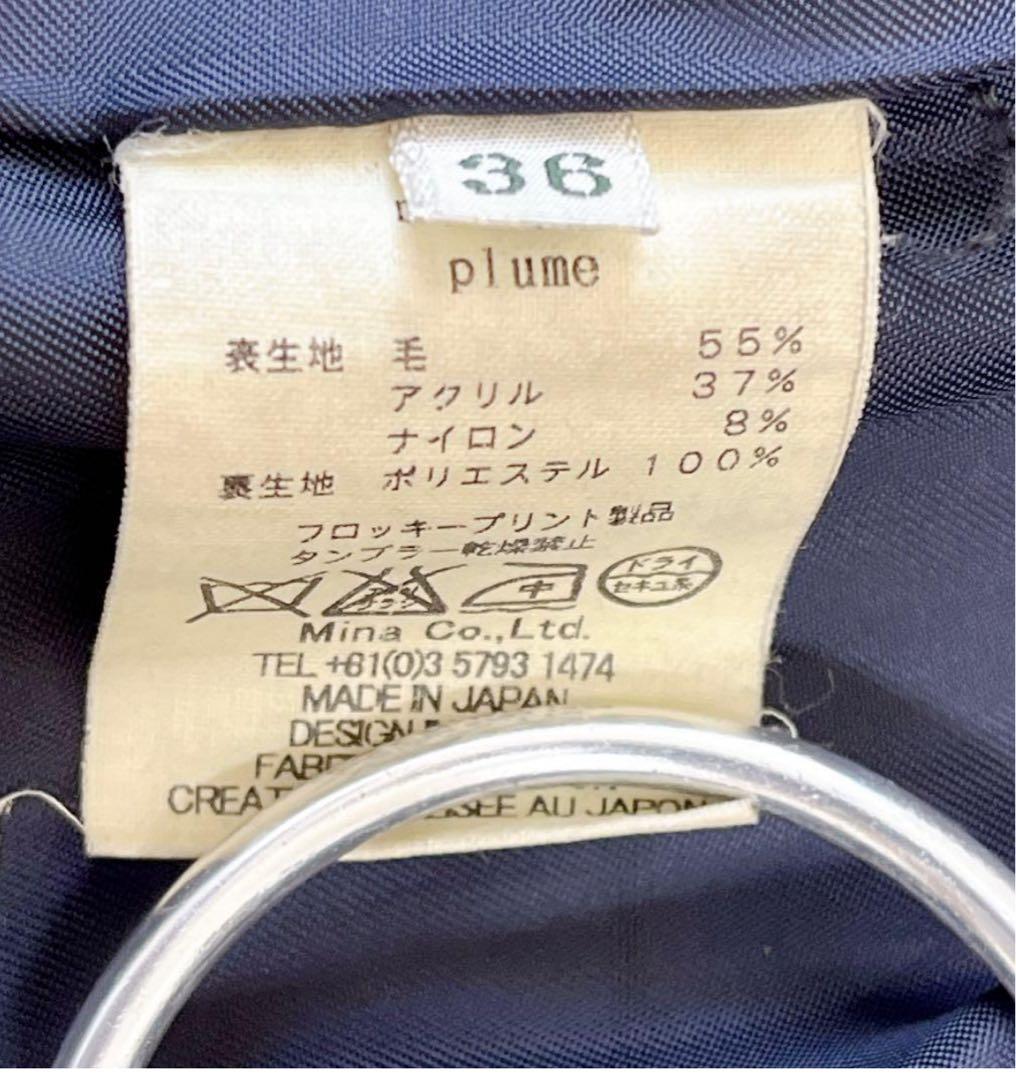 36
plume
表生地 毛 55%
アクリル 37%
ナイロン 8%
裏生地 ポリエステル 100%
フロッキープリント製品
タンブラー乾燥禁止
中 ドライ
セキユ系
Mina Co.,Ltd.
TEL +81(0)3 5793 1474
MADE IN JAPAN
DESIGN
AU JAPON